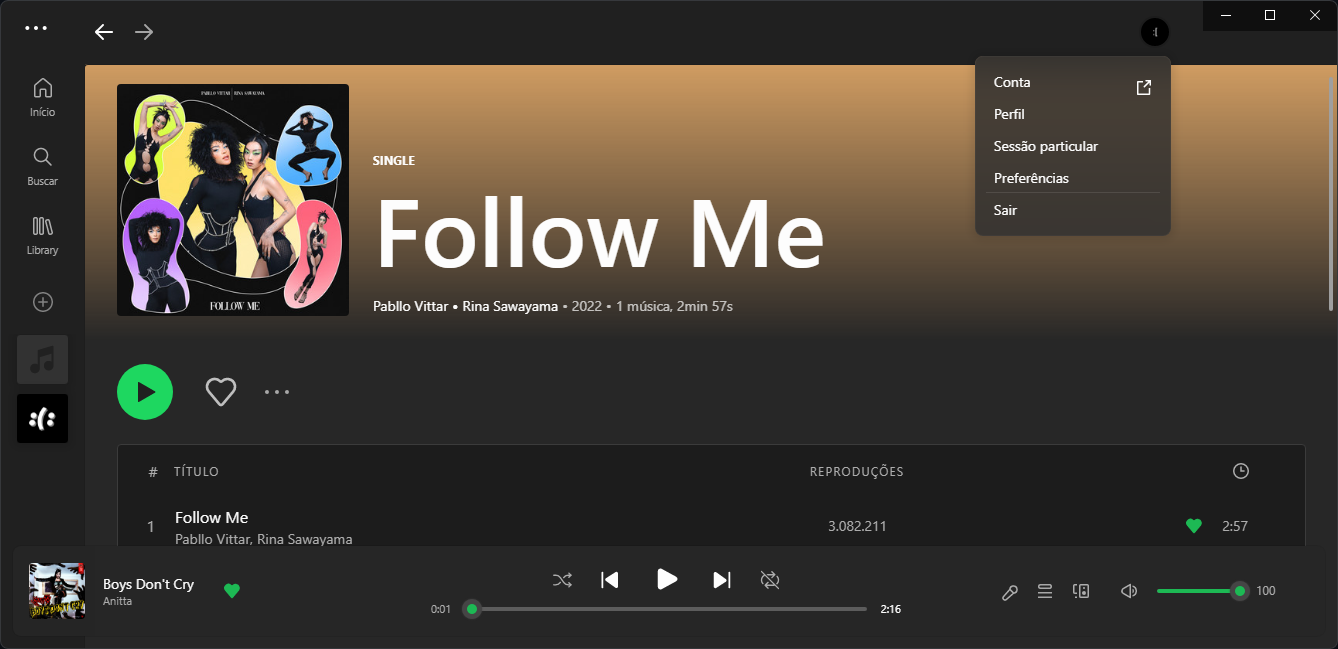 Início
Buscar
Library
PABLLO VITTAR | RINA SAWAYAMA
FOLLOW ME
SINGLE
Follow Me
Pabllo Vittar • Rina Sawayama • 2022 • 1 música, 2min 57s
Conta
Perfil
Sessão particular
Preferências
Sair
# TÍTULO REPRODUÇÕES
1 Follow Me 3.082.211 2:57
Pabllo Vittar, Rina Sawayama
Boys Don't Cry
Anitta
0:01 2:16
100